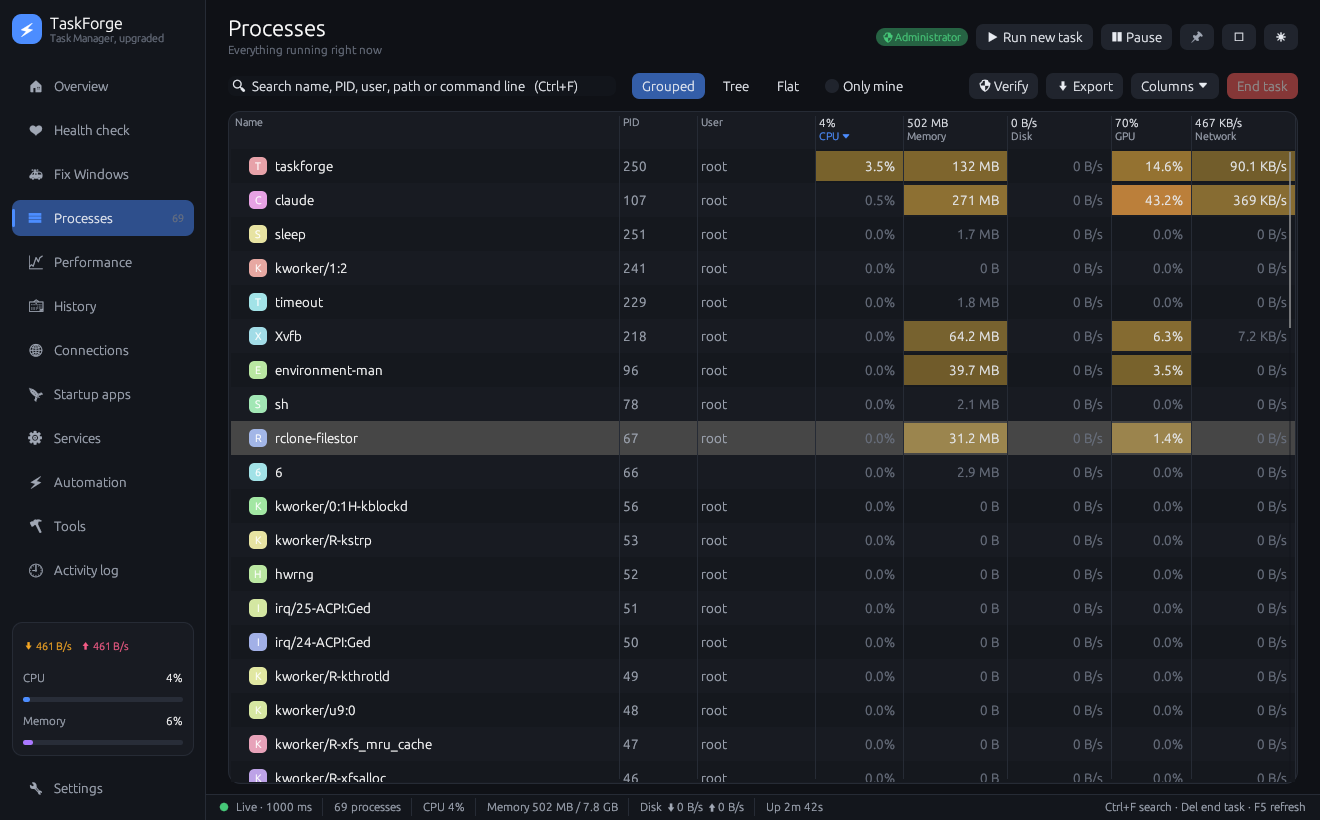 TaskForge
Task Manager, upgraded
Overview
Health check
Fix Windows
Processes 69
Performance
History
Connections
Startup apps
Services
Automation
Tools
Activity log
461 B/s 461 B/s
CPU 4%
Memory 6%
Settings
Processes
Everything running right now
Administrator Run new task Pause
Search name, PID, user, path or command line (Ctrl+F) Grouped Tree Flat Only mine Verify Export Columns End task
Name PID User 4% CPU 502 MB Memory 0 B/s Disk 70% GPU 467 KB/s Network
T taskforge 250 root 3.5% 132 MB 0 B/s 14.6% 90.1 KB/s
C claude 107 root 0.5% 271 MB 0 B/s 43.2% 369 KB/s
S sleep 251 root 0.0% 1.7 MB 0 B/s 0.0% 0 B/s
K kworker/1:2 241 root 0.0% 0 B 0 B/s 0.0% 0 B/s
T timeout 229 root 0.0% 1.8 MB 0 B/s 0.0% 0 B/s
X Xvfb 218 root 0.0% 64.2 MB 0 B/s 6.3% 7.2 KB/s
E environment-man 96 root 0.0% 39.7 MB 0 B/s 3.5% 0 B/s
S sh 78 root 0.0% 2.1 MB 0 B/s 0.0% 0 B/s
R rclone-filestor 67 root 0.0% 31.2 MB 0 B/s 1.4% 0 B/s
6 6 66 0.0% 2.9 MB 0 B/s 0.0% 0 B/s
K kworker/0:1H-kblockd 56 root 0.0% 0 B 0 B/s 0.0% 0 B/s
K kworker/R-kstrp 53 root 0.0% 0 B 0 B/s 0.0% 0 B/s
H hwrng 52 root 0.0% 0 B 0 B/s 0.0% 0 B/s
I irq/25-ACPI:Ged 51 root 0.0% 0 B 0 B/s 0.0% 0 B/s
I irq/24-ACPI:Ged 50 root 0.0% 0 B 0 B/s 0.0% 0 B/s
K kworker/R-kthrotld 49 root 0.0% 0 B 0 B/s 0.0% 0 B/s
K kworker/u9:0 48 root 0.0% 0 B 0 B/s 0.0% 0 B/s
K kworker/R-xfs_mru_cache 47 root 0.0% 0 B 0 B/s 0.0% 0 B/s
K kworker/R-xfsalloc 46 root 0.0% 0 B 0 B/s 0.0% 0 B/s
Live · 1000 ms 69 processes CPU 4% Memory 502 MB / 7.8 GB Disk 0 B/s 0 B/s Up 2m 42s Ctrl+F search · Del end task · F5 refresh